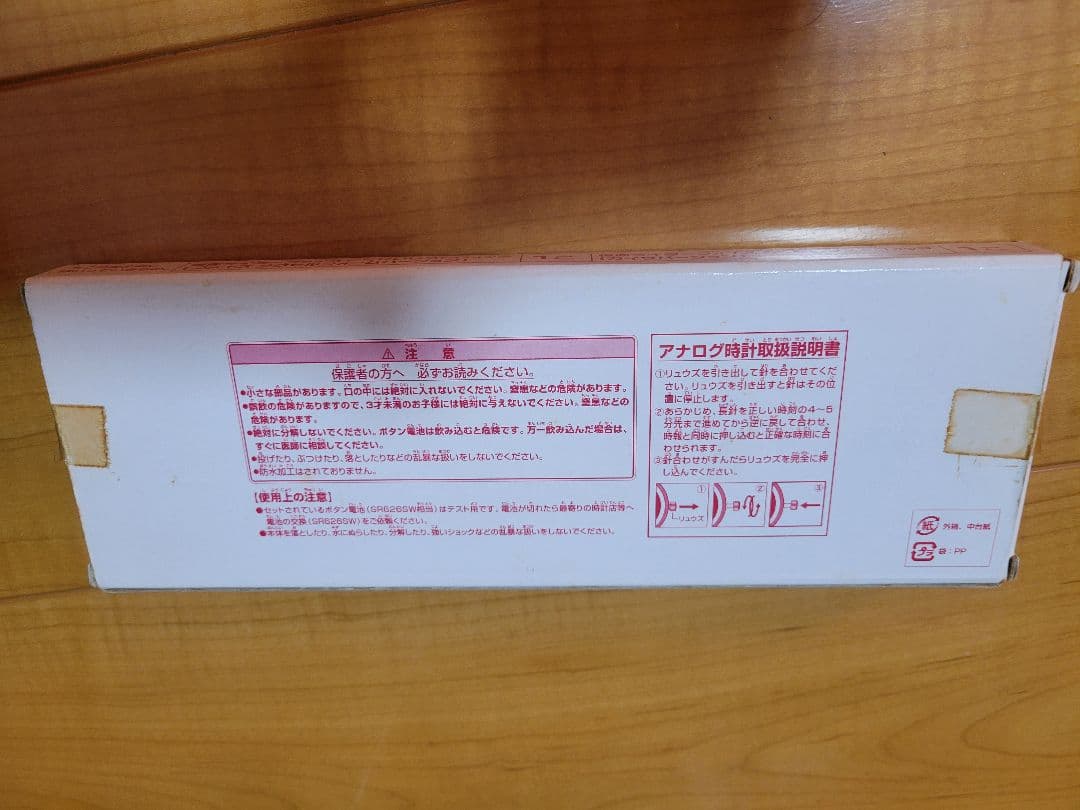 ⚠注意
保護者の方へ 必ずお読みください。
●小さな部品があります。口の中には絶対に入れないでください。窒息などの危険があります。
●誤飲の危険がありますので、3才未満のお子様には絶対に与えないでください。窒息などの
危険があります。
●絶対に分解しないでください。ボタン電池は飲み込むと危険です。万一飲み込んだ場合は、
すぐに医師に相談してください。
●投げたり、ぶつけたり、落としたりなどの乱暴な扱いをしないでください。
●防水加工はされておりません。
【使用上の注意】
●セットされているボタン電池(SR626SW相当)はテスト用です。電池が切れたら最寄りの時計店等へ
電池の交換(SR626SW)をご依頼ください。
●本体を落としたり、水にぬらしたり、分解したり、強いショックなどの乱暴な扱いをしないでください。
アナログ時計取扱説明書
①リュウズを引き出して針を合わせてくだ
さい。リュウズを引き出すと針はその位
置に停止します。
②あらかじめ、長針を正しい時刻の4~5
分先まで進めてから逆に戻して合わせ、
時報と同時に押し込むと正確な時刻に合
わせられます。
③針合わせがすんだらリュウズを完全に押
し込んでください。
① ② ③
リュウズ
紙 外箱、中台紙
プラ 袋:PP